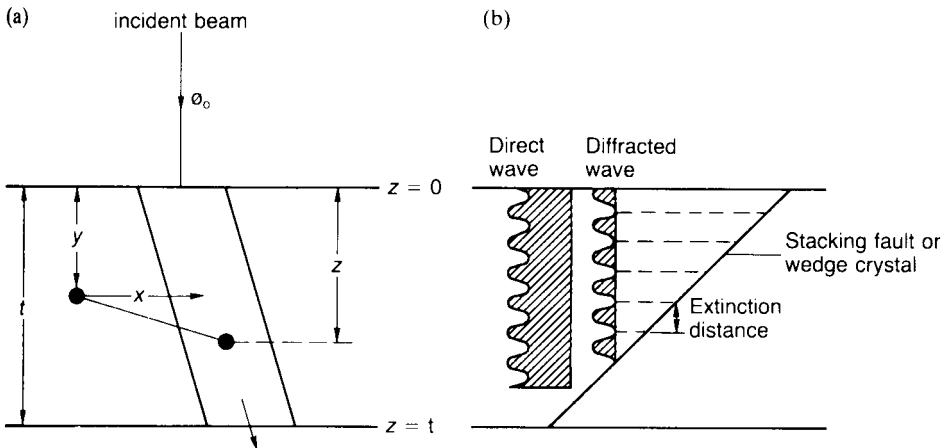 (a)
incident beam
ø₀
z = 0
y
z
t
x
z = t
(b)
Direct
wave
Diffracted
wave
Stacking fault or
wedge crystal
Extinction
distance